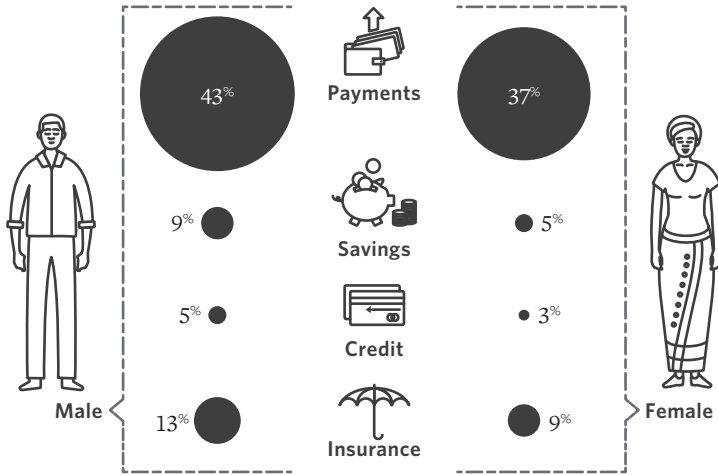 43%
Payments
37%
9%
Savings
5%
5%
Credit
3%
Male
13%
Insurance
9%
Female